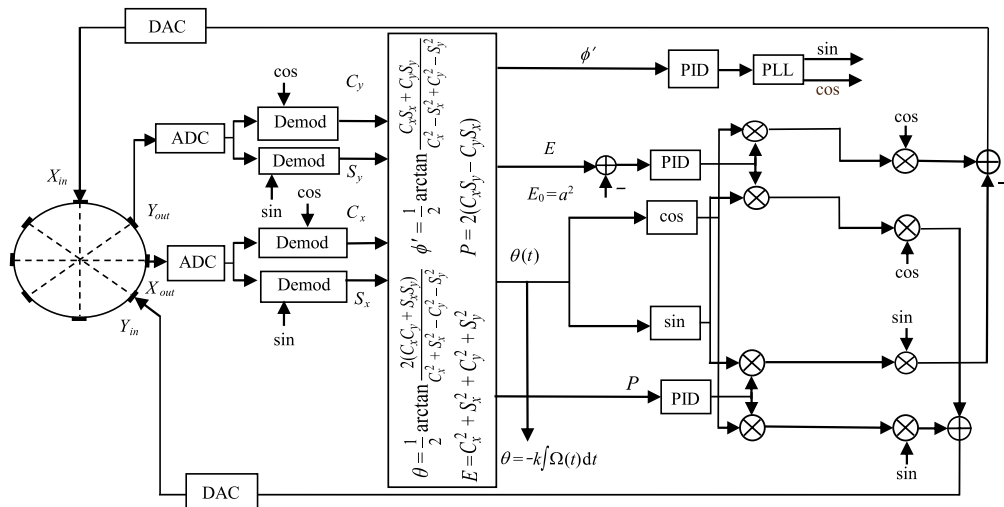 DAC
X_in
Y_out
X_out
Y_in
ADC
ADC
cos
Demod
C_y
Demod
S_y
sin
cos
Demod
C_x
Demod
S_x
sin
θ = 1/2 arctan 2(C_xC_y + S_xS_y) / (C_x^2 + S_x^2 − C_y^2 − S_y^2)
φ′ = 1/2 arctan (C_xS_x + C_yS_y) / (C_x^2 − S_x^2 + C_y^2 − S_y^2)
E = C_x^2 + S_x^2 + C_y^2 + S_y^2
P = 2(C_xS_y − C_yS_x)
φ′
PID
PLL
sin
cos
E
−
E_0=a^2
PID
θ(t)
cos
sin
P
PID
θ=-k∫Ω(t)dt
cos
cos
sin
sin
−
DAC